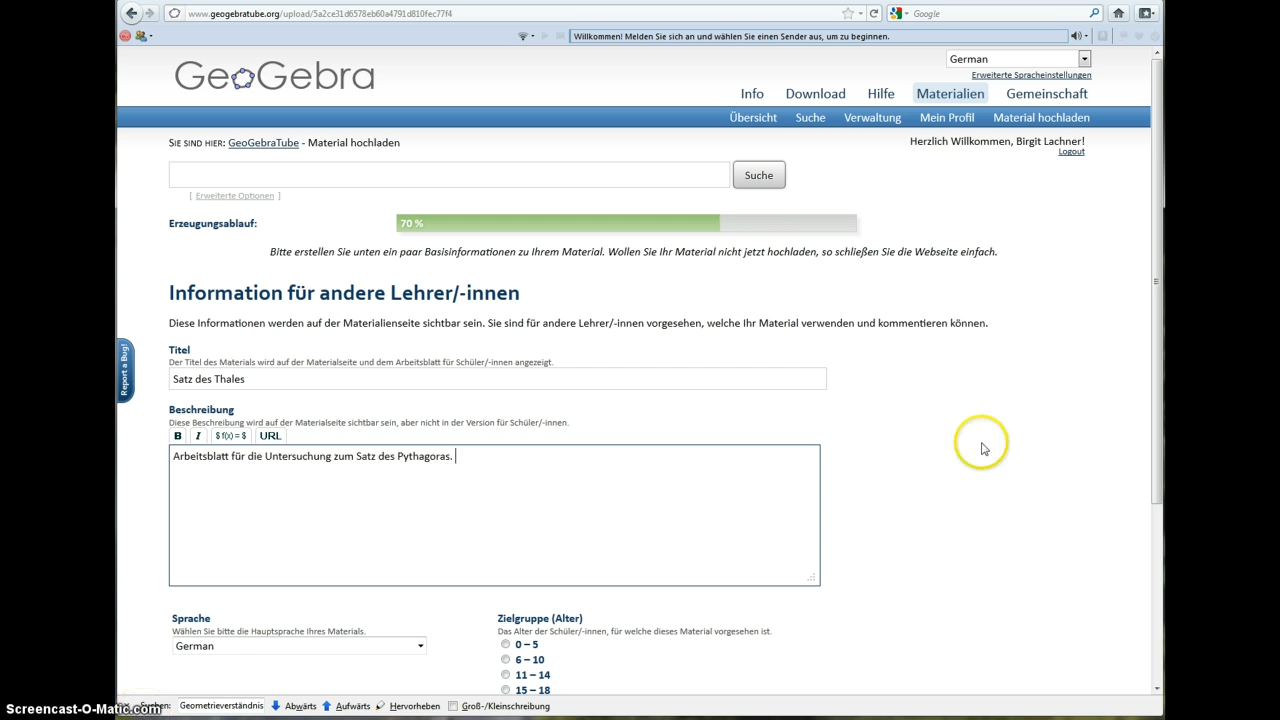 www.geogebratube.org/upload/5a2ce31d6578eb60a4791d810fec77f4
Google
Willkommen! Melden Sie sich an und wählen Sie einen Sender aus, um zu beginnen.
GeoGebra
German
Erweiterte Spracheinstellungen
Info Download Hilfe Materialien Gemeinschaft
Übersicht Suche Verwaltung Mein Profil Material hochladen
SIE SIND HIER: GeoGebraTube - Material hochladen
Herzlich Willkommen, Birgit Lachner!
Logout
Suche
[ Erweiterte Optionen ]
Erzeugungsablauf: 70 %
Bitte erstellen Sie unten ein paar Basisinformationen zu Ihrem Material. Wollen Sie Ihr Material nicht jetzt hochladen, so schließen Sie die Webseite einfach.
Information für andere Lehrer/-innen
Diese Informationen werden auf der Materialienseite sichtbar sein. Sie sind für andere Lehrer/-innen vorgesehen, welche Ihr Material verwenden und kommentieren können.
Report a Bug!
Titel
Der Titel des Materials wird auf der Materialseite und dem Arbeitsblatt für Schüler/-innen angezeigt.
Satz des Thales
Beschreibung
Diese Beschreibung wird auf der Materialseite sichtbar sein, aber nicht in der Version für Schüler/-innen.
B I $ f(x) = $ URL
Arbeitsblatt für die Untersuchung zum Satz des Pythagoras.
Sprache
Wählen Sie bitte die Hauptsprache Ihres Materials.
German
Zielgruppe (Alter)
Das Alter der Schüler/-innen, für welche dieses Material vorgesehen ist.
0 – 5
6 – 10
11 – 14
15 – 18
Suchen: Geometrieverständnis Abwärts Aufwärts Hervorheben Groß-/Kleinschreibung
Screencast-O-Matic.com